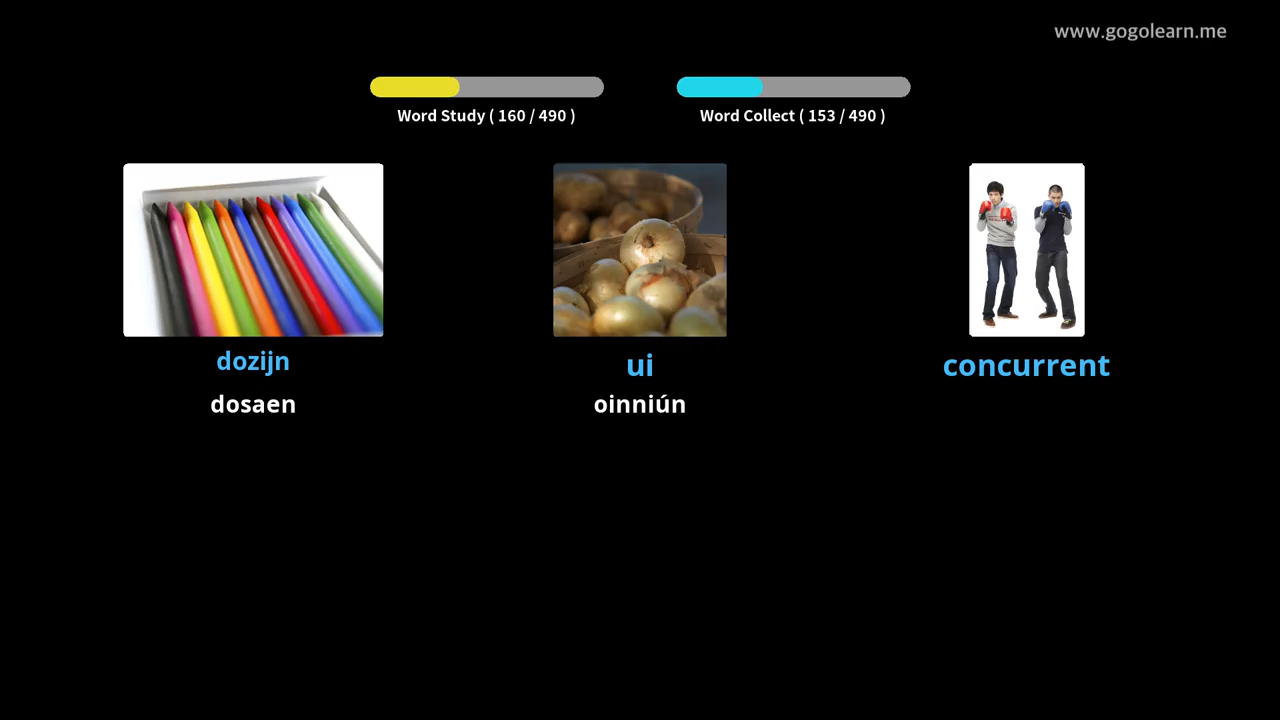 www.gogolearn.me
Word Study ( 160 / 490 )
Word Collect ( 153 / 490 )
dozijn
ui
concurrent
dosaen
oinniún